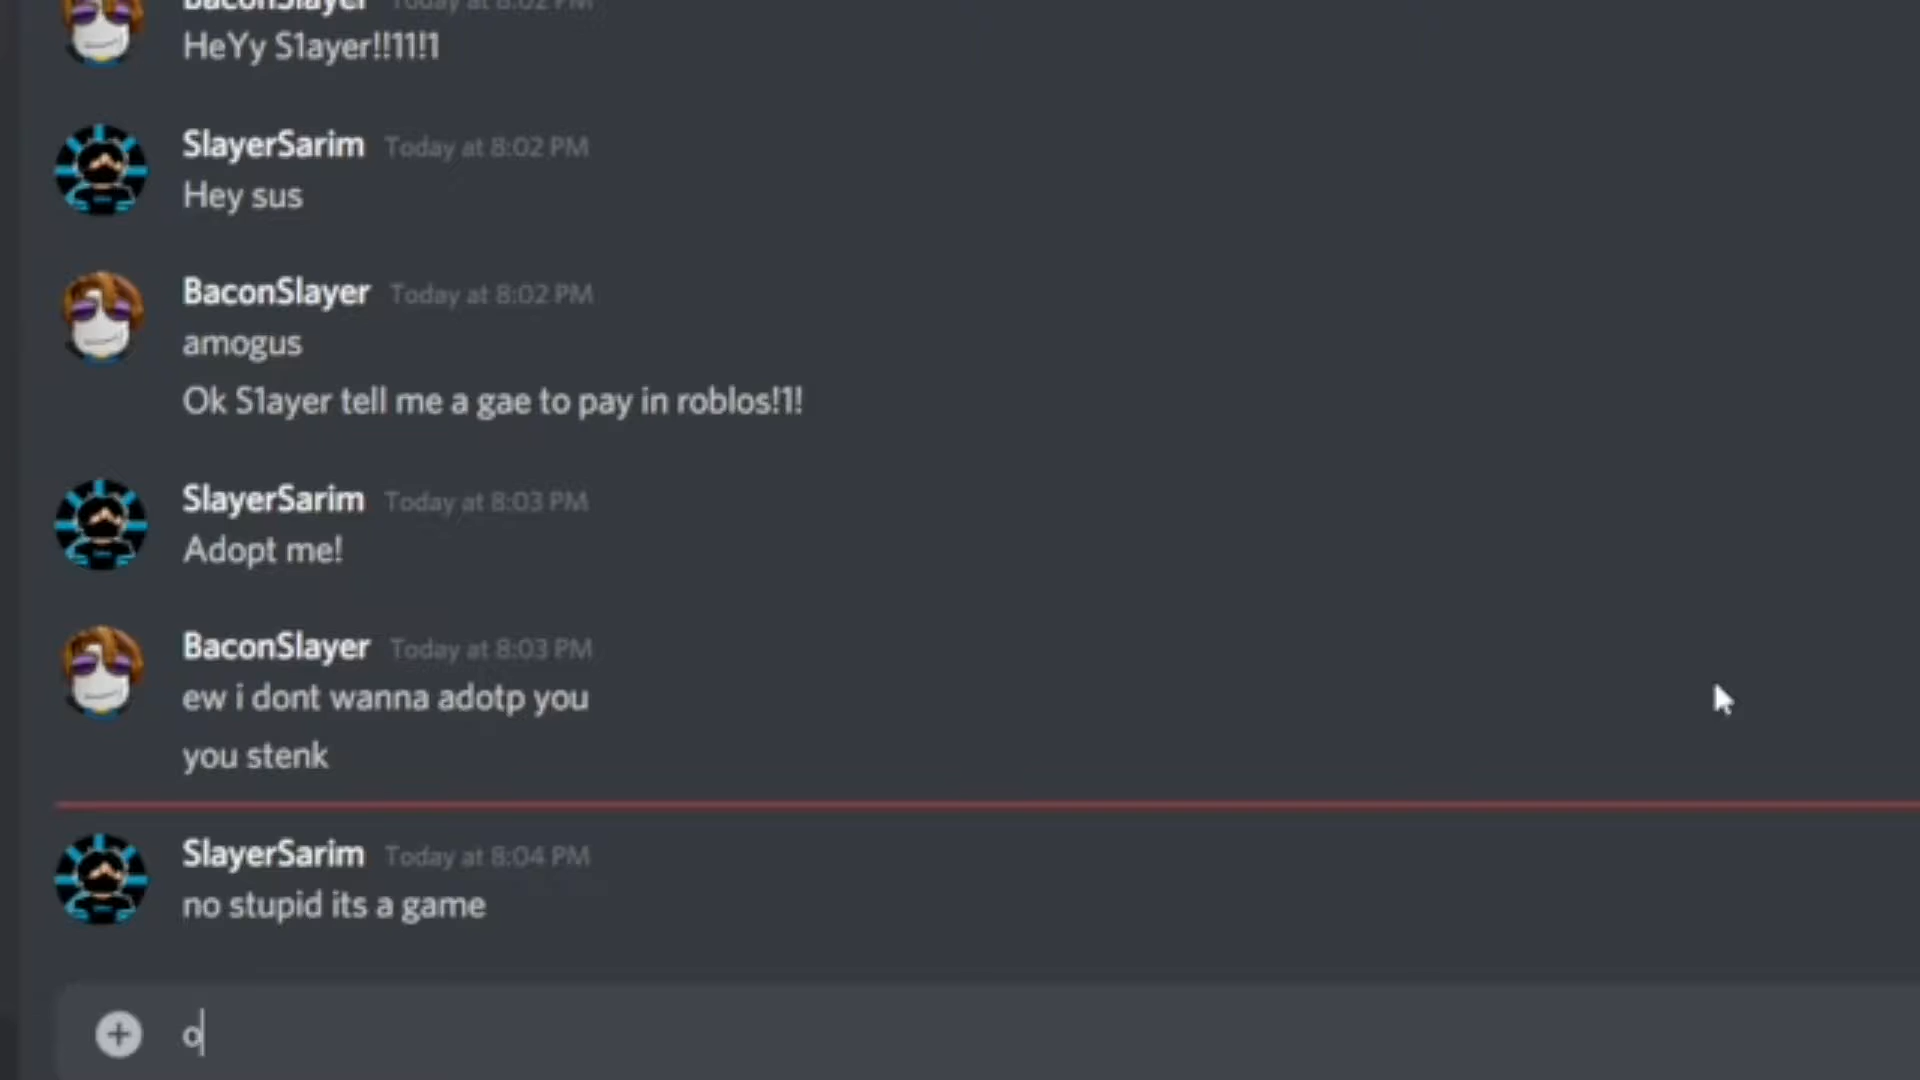 BaconSlayer Today at 8:02 PM
HeYy S1ayer!!11!1
SlayerSarim Today at 8:02 PM
Hey sus
BaconSlayer Today at 8:02 PM
amogus
Ok S1ayer tell me a gae to pay in roblos!1!
SlayerSarim Today at 8:03 PM
Adopt me!
BaconSlayer Today at 8:03 PM
ew i dont wanna adotp you
you stenk
SlayerSarim Today at 8:04 PM
no stupid its a game
o